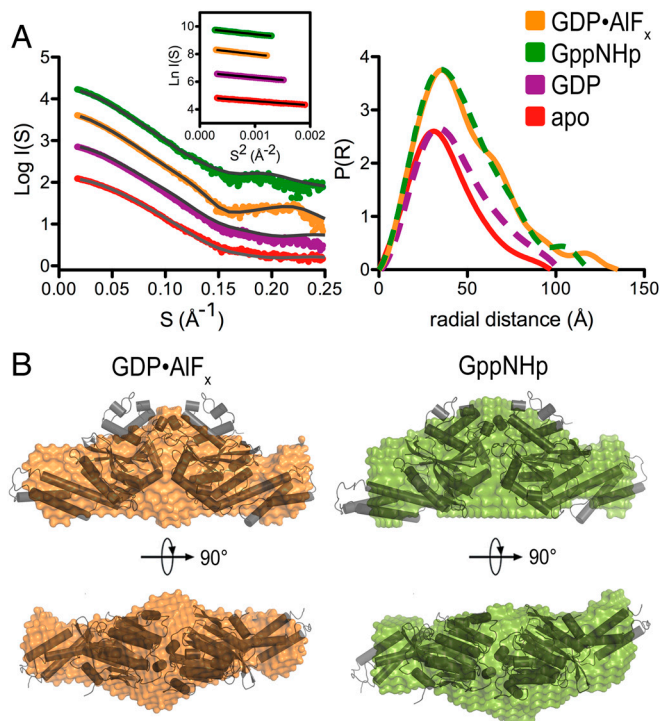 A
Log I(S)
5
4
3
2
1
0
0.00 0.05 0.10 0.15 0.20 0.25
S (Å-1)
Ln I(S)
10
8
6
4
0 0.001 0.002
S2 (Å-2)
P(R)
4
3
2
1
0
0 50 100 150
radial distance (Å)
GDP•AlFx
GppNHp
GDP
apo
B
GDP•AlFx GppNHp
90° 90°